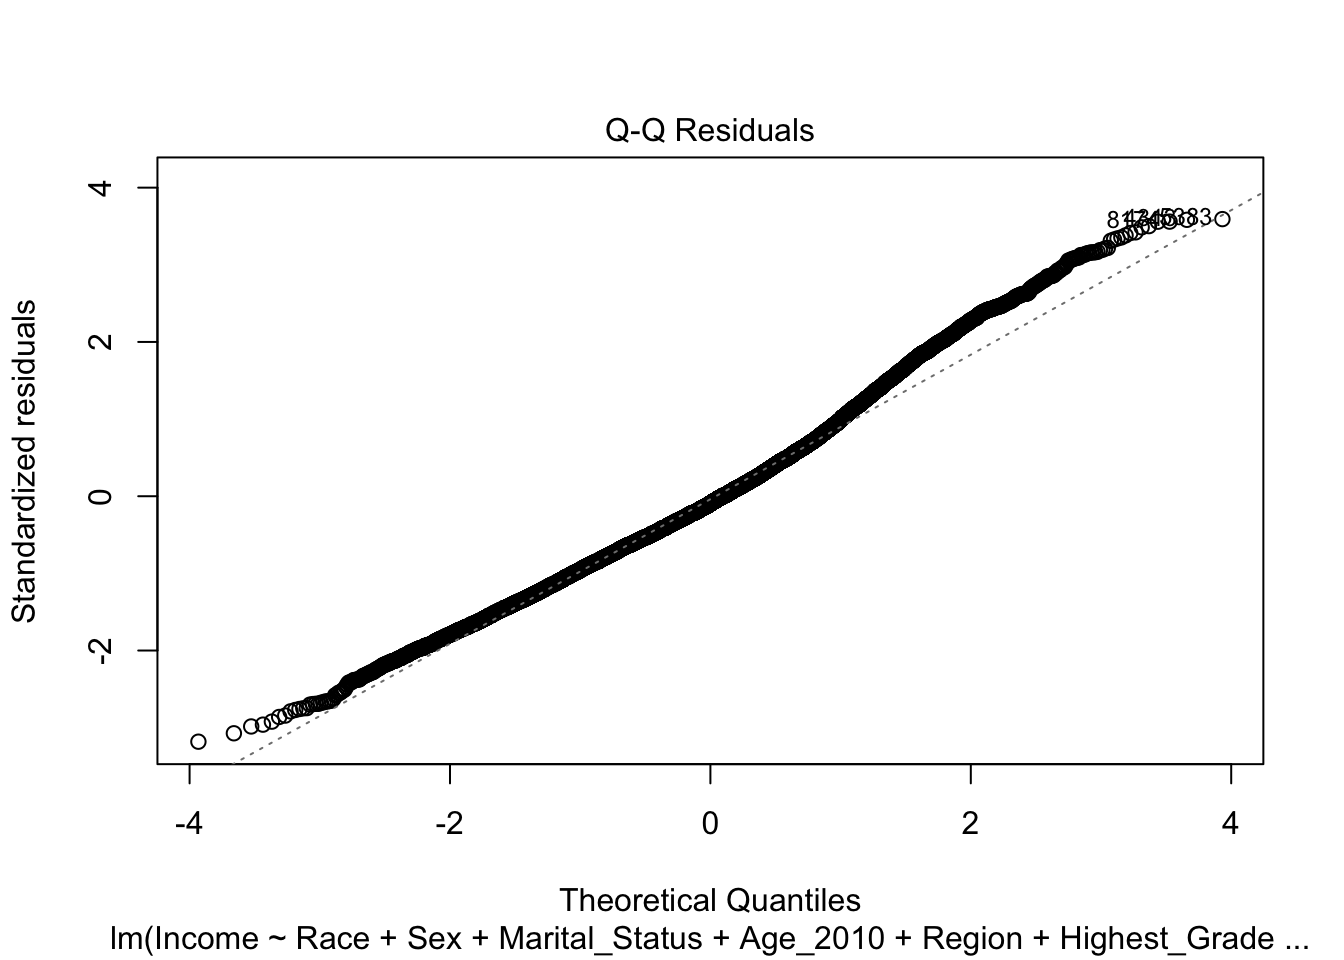 Q-Q Residuals
Standardized residuals
4
2
0
-2
-4
-2
0
2
4
Theoretical Quantiles
lm(Income ~ Race + Sex + Marital_Status + Age_2010 + Region + Highest_Grade ...